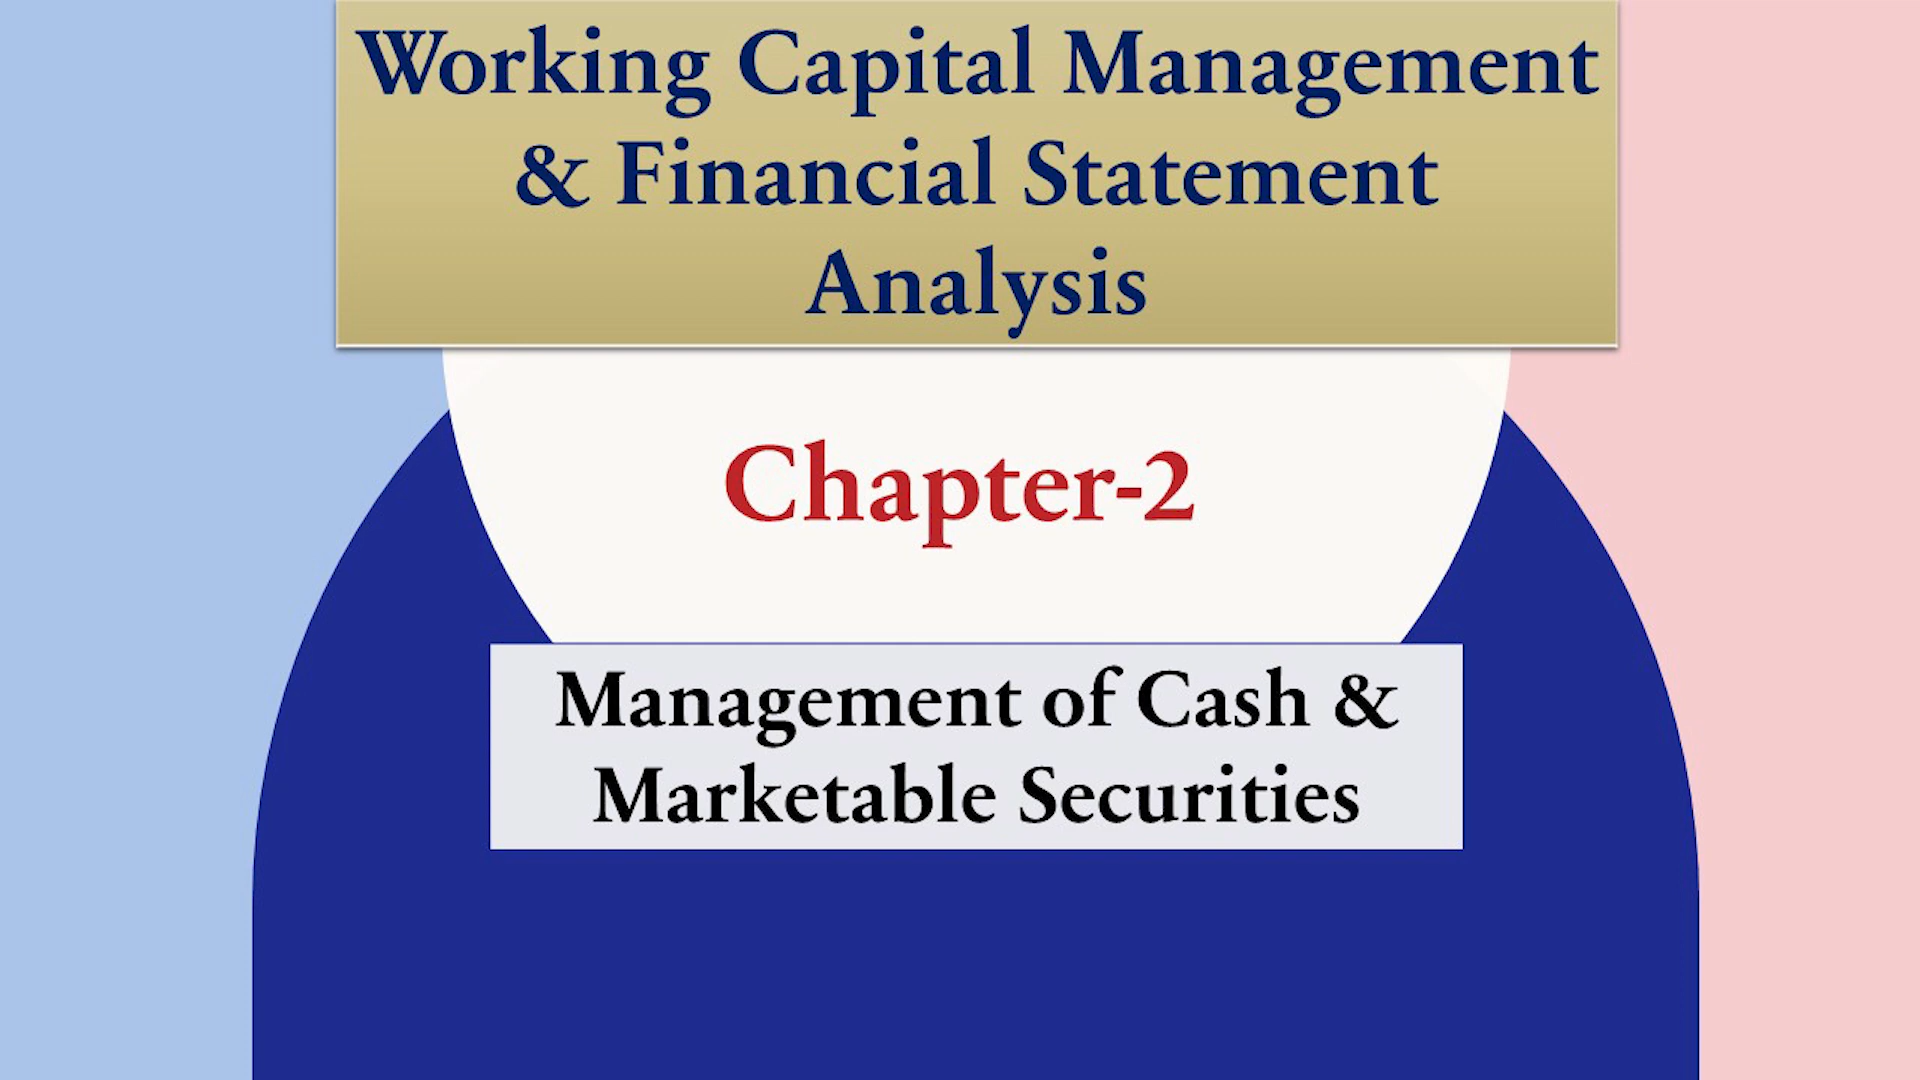 Working Capital Management
& Financial Statement
Analysis
Chapter-2
Management of Cash &
Marketable Securities